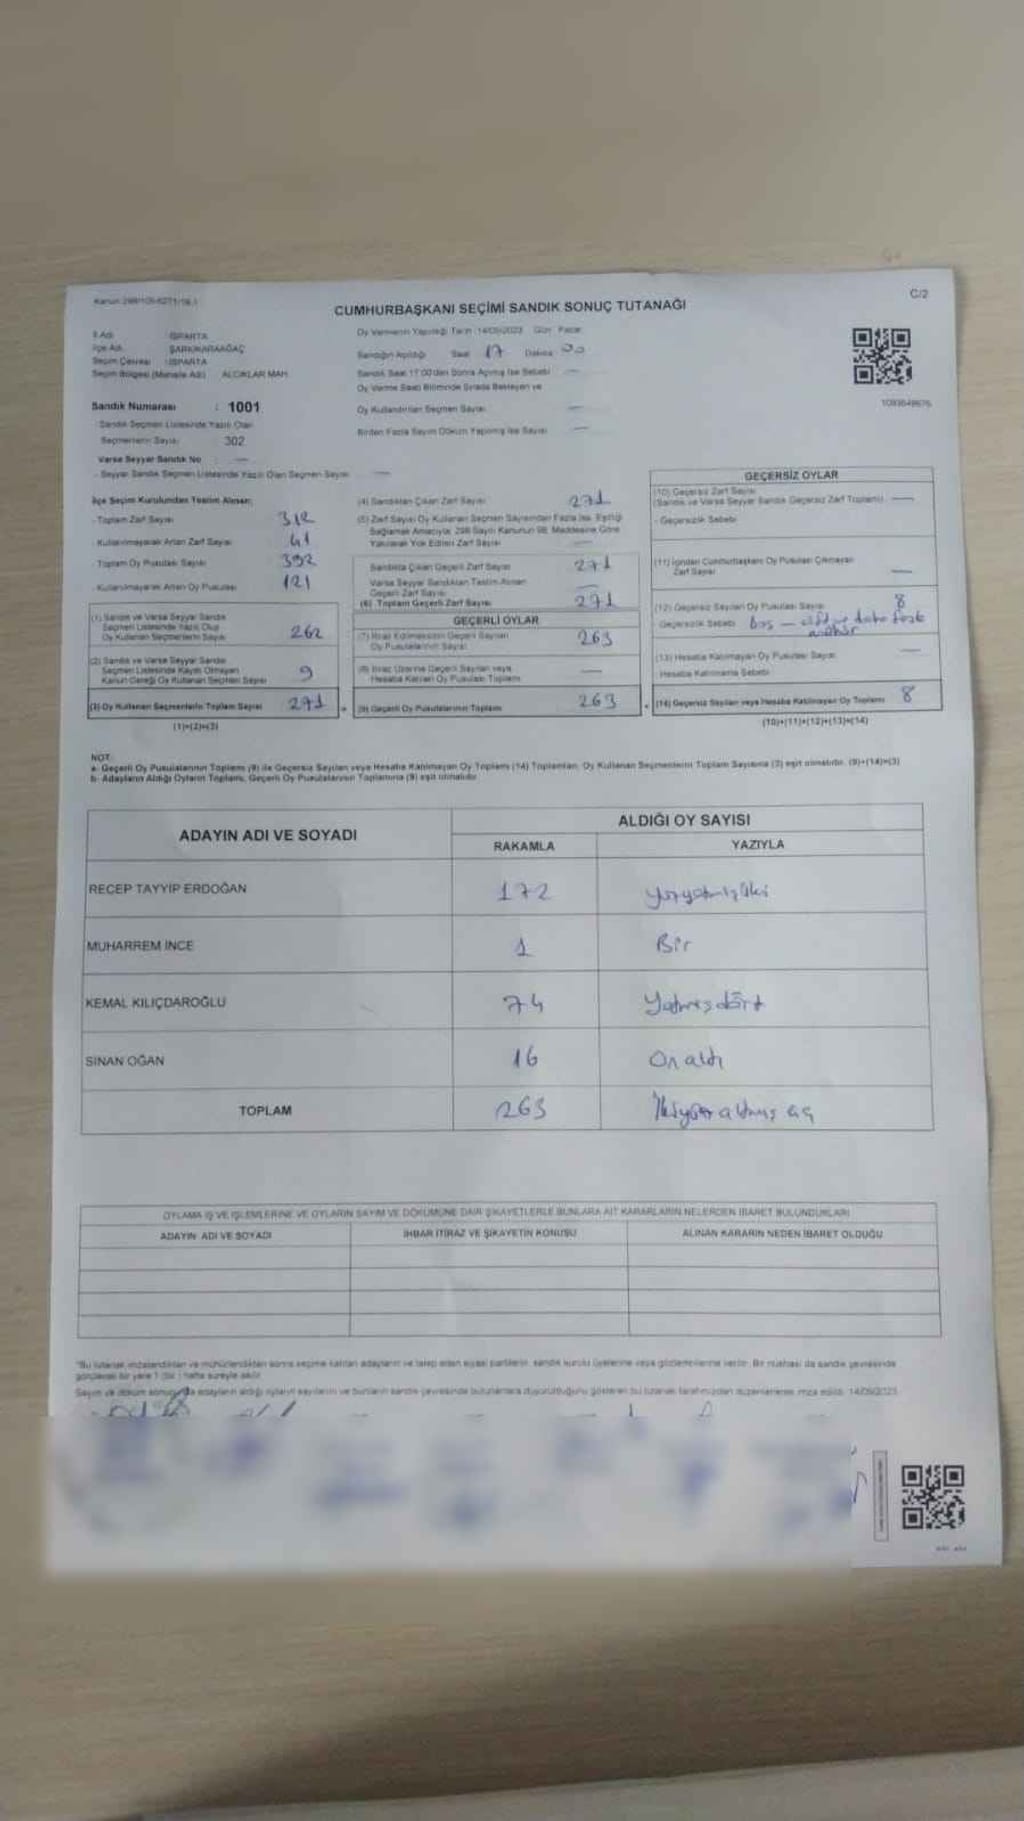 C/2
CUMHURBAŞKANI SEÇİMİ SANDIK SONUÇ TUTANAĞI
İl Adı : ISPARTA
İlçe Adı : ŞARKİKARAAĞAÇ
Seçim Çevresi : ISPARTA
Seçim Bölgesi (Mahalle Adı) ALCIKLAR MAH.
Sandık Numarası : 1001
Sandık Seçmen Listesinde Yazılı Olan
Seçmenlerin Sayısı 302
Varsa Seyyar Sandık No : —
- Seyyar Sandık Seçmen Listesinde Yazılı Olan Seçmen Sayısı —
Oy Vermenin Yapıldığı Tarih :14/05/2023 Gün :Pazar
Sandığın Açıldığı Saat 17 Dakika 00
Sandık Saat 17:00'den Sonra Açılmış İse Sebebi —
Oy Verme Saati Bitiminde Sırada Bekleyen ve
Oy Kullandırılan Seçmen Sayısı —
Birden Fazla Sayım Döküm Yapılmış İse Sayısı —
İlçe Seçim Kurulundan Teslim Alınan;
- Toplam Zarf Sayısı 312
- Kullanılmayarak Artan Zarf Sayısı 41
- Toplam Oy Pusulası Sayısı 392
- Kullanılmayarak Artan Oy Pusulası 121
(1) Sandık ve Varsa Seyyar Sandık
Seçmen Listesinde Yazılı Olup
Oy Kullanan Seçmenlerin Sayısı 262
(2) Sandık ve Varsa Seyyar Sandık
Seçmen Listesinde Kayıtlı Olmayan
Kanun Gereği Oy Kullanan Seçmen Sayısı 9
(3) Oy Kullanan Seçmenlerin Toplam Sayısı 271
(1)+(2)=(3)
(4) Sandıktan Çıkan Zarf Sayısı 271
(5) Zarf Sayısı Oy Kullanan Seçmen Sayısından Fazla İse, Eşitliği
Sağlamak Amacıyla; 298 Sayılı Kanunun 98. Maddesine Göre
Yakılarak Yok Edilen Zarf Sayısı —
Sandıkta Çıkan Geçerli Zarf Sayısı 271
Varsa Seyyar Sandıktan Teslim Alınan
Geçerli Zarf Sayısı —
(6) Toplam Geçerli Zarf Sayısı 271
GEÇERLİ OYLAR
(7) İtiraz Edilmeksizin Geçerli Sayılan
Oy Pusulalarının Sayısı 263
(8) İtiraz Üzerine Geçerli Sayılan veya
Hesaba Katılan Oy Pusulası Toplamı —
(9) Geçerli Oy Pusulalarının Toplamı 263
GEÇERSİZ OYLAR
(10) Geçersiz Zarf Sayısı
(Sandık ve Varsa Seyyar Sandık Geçersiz Zarf Toplamı) —
- Geçersizlik Sebebi
(11) İçinden Cumhurbaşkanı Oy Pusulası Çıkmayan
Zarf Sayısı —
(12) Geçersiz Sayılan Oy Pusulası Sayısı 8
Geçersizlik Sebebi boş — çift ve daha fazla
mühür
(13) Hesaba Katılmayan Oy Pusulası Sayısı —
Hesaba Katılmama Sebebi
(14) Geçersiz Sayılan veya Hesaba Katılmayan Oy Toplamı 8
(10)+(11)+(12)+(13)=(14)
NOT:
a- Geçerli Oy Pusulalarının Toplamı (9) ile Geçersiz Sayılan veya Hesaba Katılmayan Oy Toplamı (14) Toplamları, Oy Kullanan Seçmenlerin Toplam Sayısına (3) eşit olmalıdır. (9)+(14)=(3)
b- Adayların Aldığı Oyların Toplamı, Geçerli Oy Pusulalarının Toplamına (9) eşit olmalıdır.
ADAYIN ADI VE SOYADI
ALDIĞI OY SAYISI
RAKAMLA YAZIYLA
RECEP TAYYİP ERDOĞAN 172 yüzyetmişiki
MUHARREM İNCE 1 Bir
KEMAL KILIÇDAROĞLU 74 Yetmişdört
SİNAN OĞAN 16 On altı
TOPLAM 263 İkiyüz altmış üç
OYLAMA İŞ VE İŞLEMLERİNE VE OYLARIN SAYIM VE DÖKÜMÜNE DAİR ŞİKAYETLERLE BUNLARA AİT KARARLARIN NELERDEN İBARET BULUNDUKLARI
ADAYIN ADI VE SOYADI İHBAR İTİRAZ VE ŞİKAYETİN KONUSU ALINAN KARARIN NEDEN İBARET OLDUĞU
*Bu tutanak imzalandıktan ve mühürlendikten sonra seçime katılan adayların ve talep eden siyasi partilerin, sandık kurulu üyelerine veya gözlemcilerine verilir. Bir nüshası da sandık çevresinde
görülecek bir yere 1 (bir) hafta süreyle asılır.
Sayım ve döküm sonucunda adayların aldığı oyların sayılarını ve bunların sandık çevresinde bulunanlara duyurulduğunu gösteren bu tutanak tarafımızdan düzenlenerek imza edildi. 14/05/2023